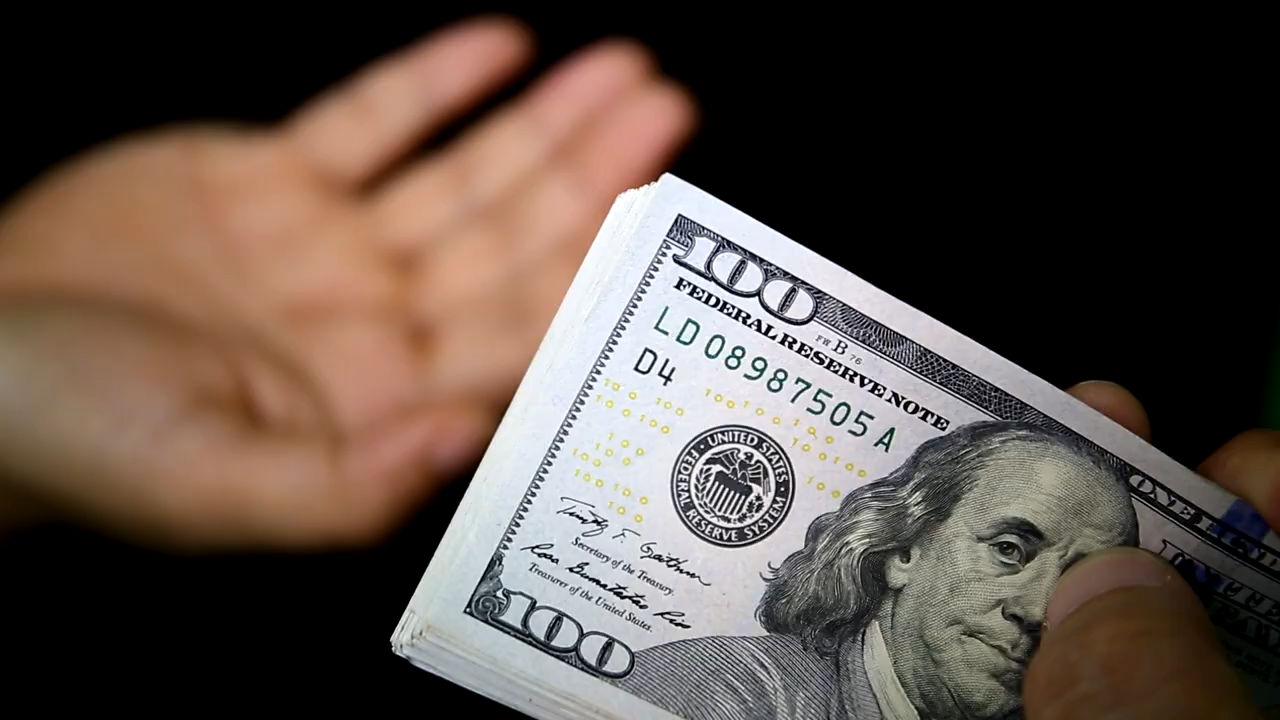 100
FEDERAL RESERVE NOTE
FW B 76
LD 08987505 A
D4
UNITED STATES
FEDERAL RESERVE SYSTEM
Secretary of the Treasury.
Treasurer of the United States.
100